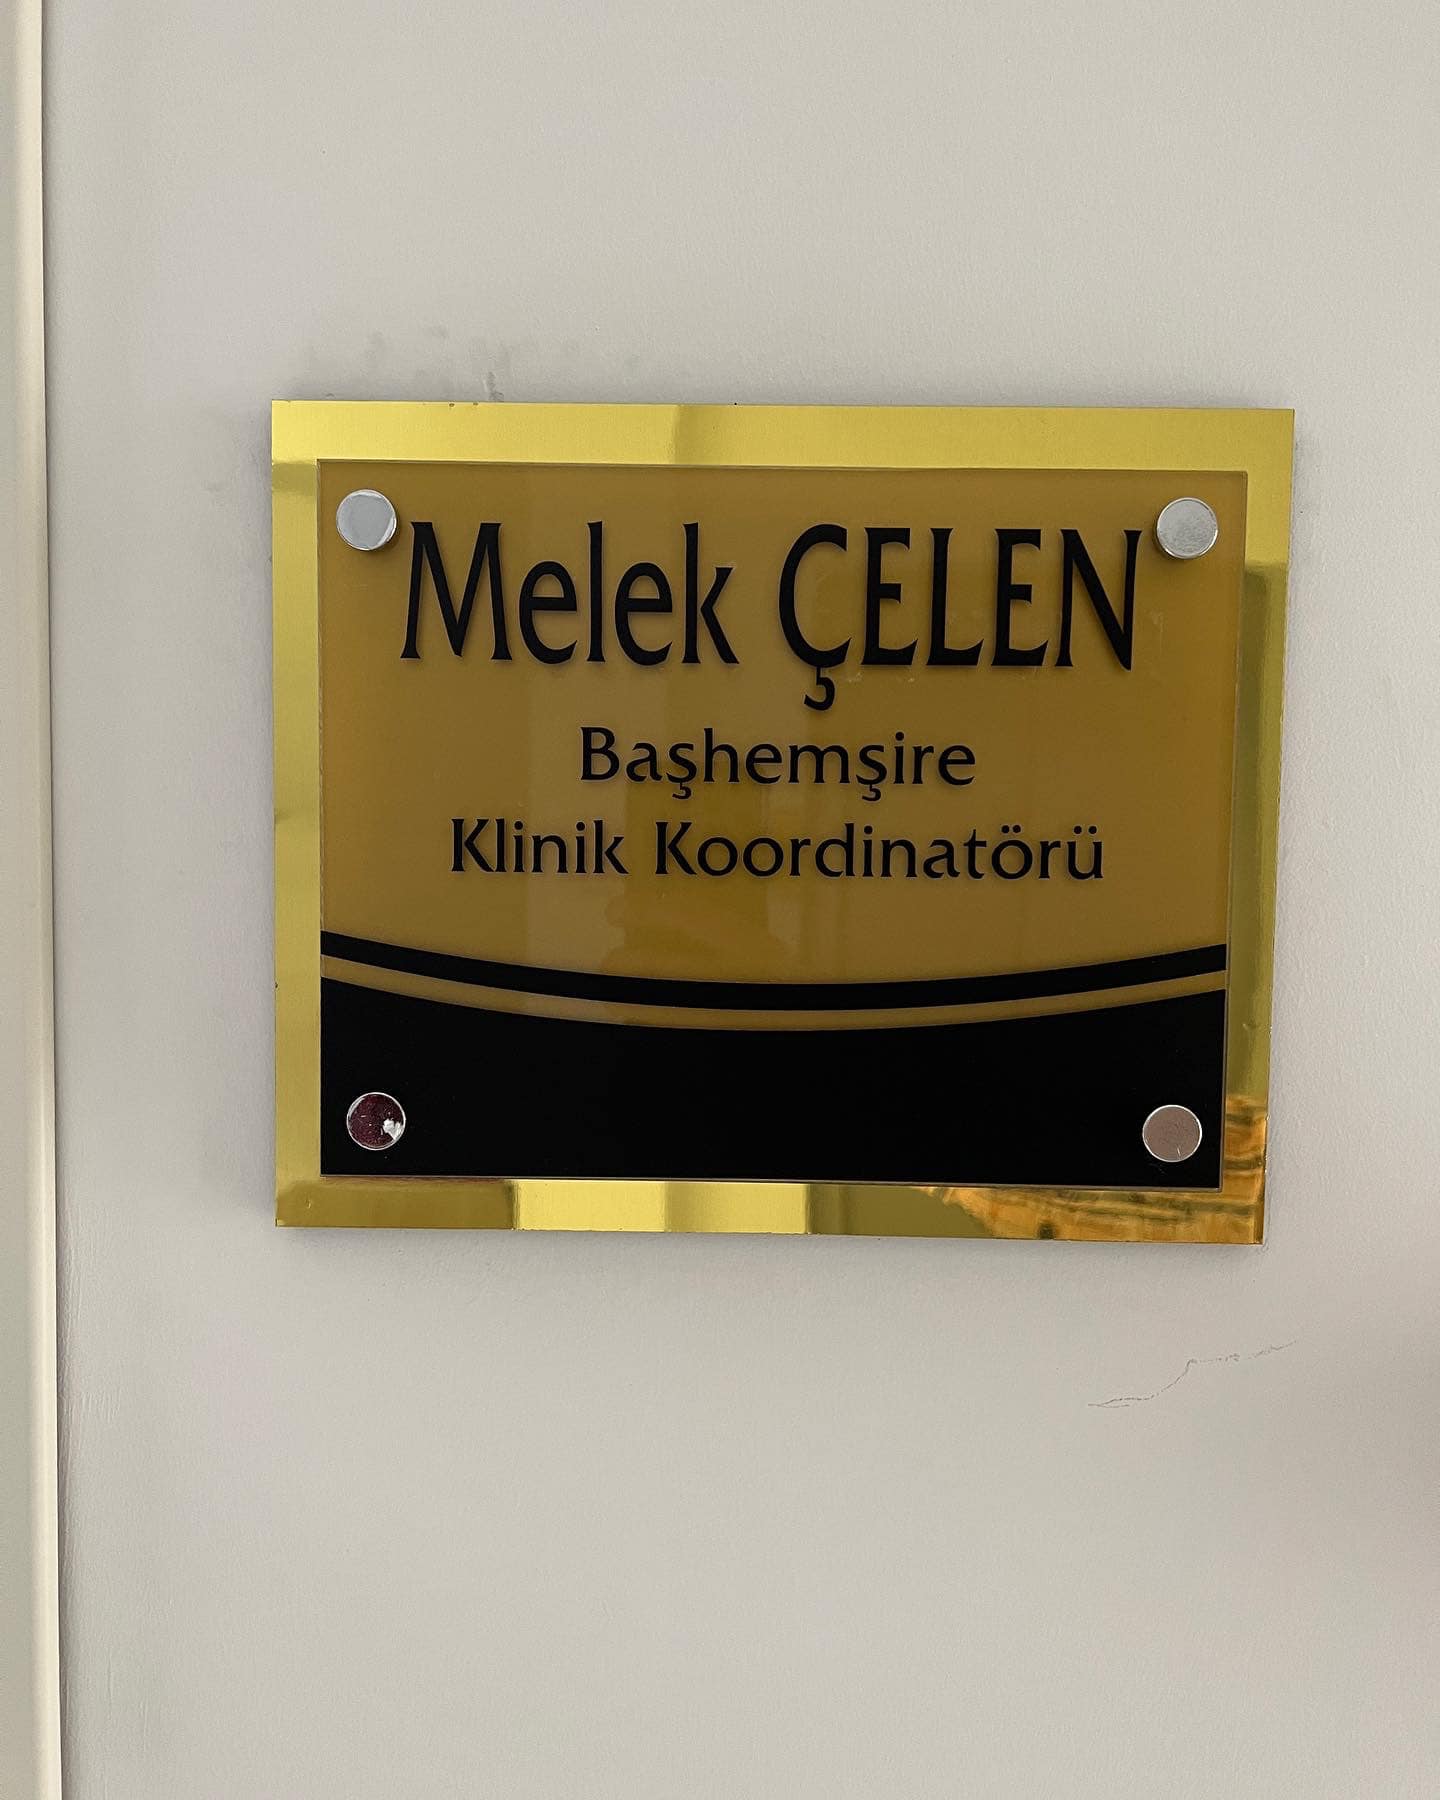 Melek ÇELEN
Başhemşire
Klinik Koordinatörü